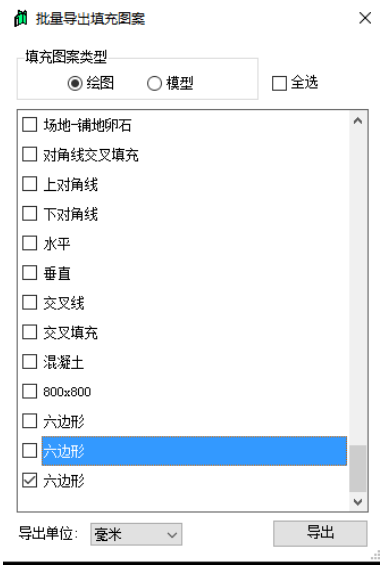 批量导出填充图案
填充图案类型
绘图 模型 全选
场地-铺地卵石
对角线交叉填充
上对角线
下对角线
水平
垂直
交叉线
交叉填充
混凝土
800x800
六边形
六边形
六边形
导出单位: 毫米 导出